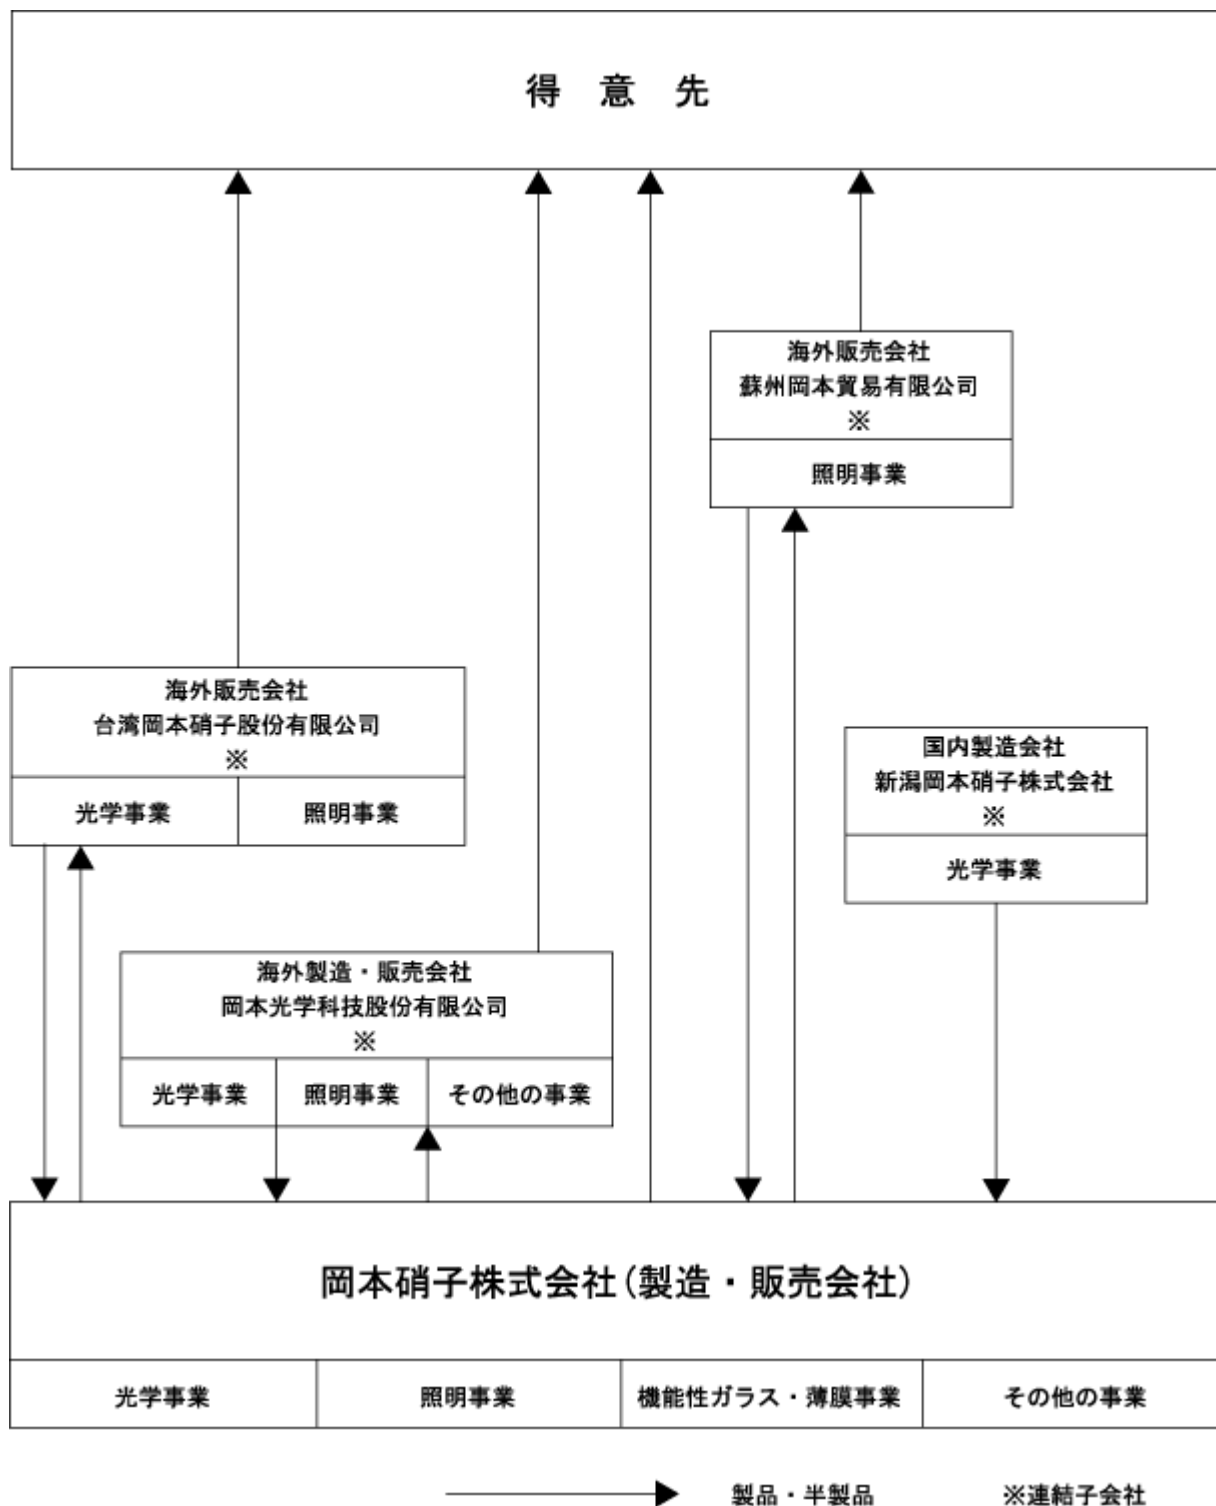 得意先
海外販売会社
蘇州岡本貿易有限公司
※
照明事業
海外販売会社
台湾岡本硝子股份有限公司
※
光学事業 照明事業
国内製造会社
新潟岡本硝子株式会社
※
光学事業
海外製造・販売会社
岡本光学科技股份有限公司
※
光学事業 照明事業 その他の事業
岡本硝子株式会社(製造・販売会社)
光学事業 照明事業 機能性ガラス・薄膜事業 その他の事業
製品・半製品 ※連結子会社